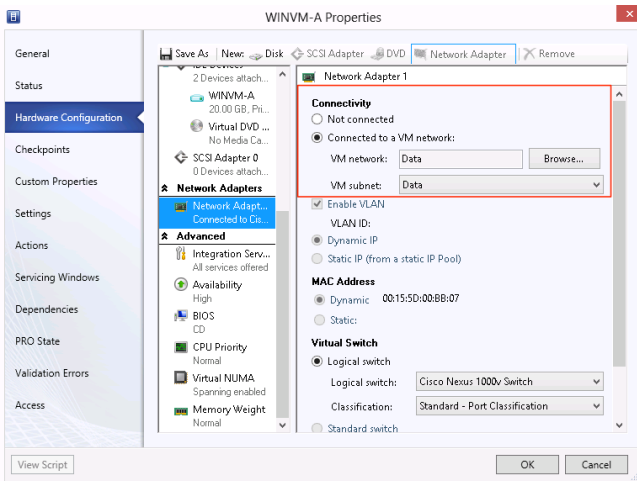 WINVM-A Properties
General
Status
Hardware Configuration
Checkpoints
Custom Properties
Settings
Actions
Servicing Windows
Dependencies
PRO State
Validation Errors
Access
Save As New: Disk SCSI Adapter DVD Network Adapter Remove
2 Devices attach...
WINVM-A
20.00 GB, Pri...
Virtual DVD ...
No Media Ca...
SCSI Adapter 0
0 Devices attach...
Network Adapters
Network Adapt...
Connected to Cis...
Advanced
Integration Serv...
All services offered
Availability
High
BIOS
CD
CPU Priority
Normal
Virtual NUMA
Spanning enabled
Memory Weight
Normal
Network Adapter 1
Connectivity
Not connected
Connected to a VM network:
VM network: Data Browse...
VM subnet: Data
Enable VLAN
VLAN ID:
Dynamic IP
Static IP (from a static IP Pool)
MAC Address
Dynamic 00:15:5D:00:BB:07
Static:
Virtual Switch
Logical switch
Logical switch: Cisco Nexus 1000v Switch
Classification: Standard - Port Classification
Standard switch
View Script OK Cancel